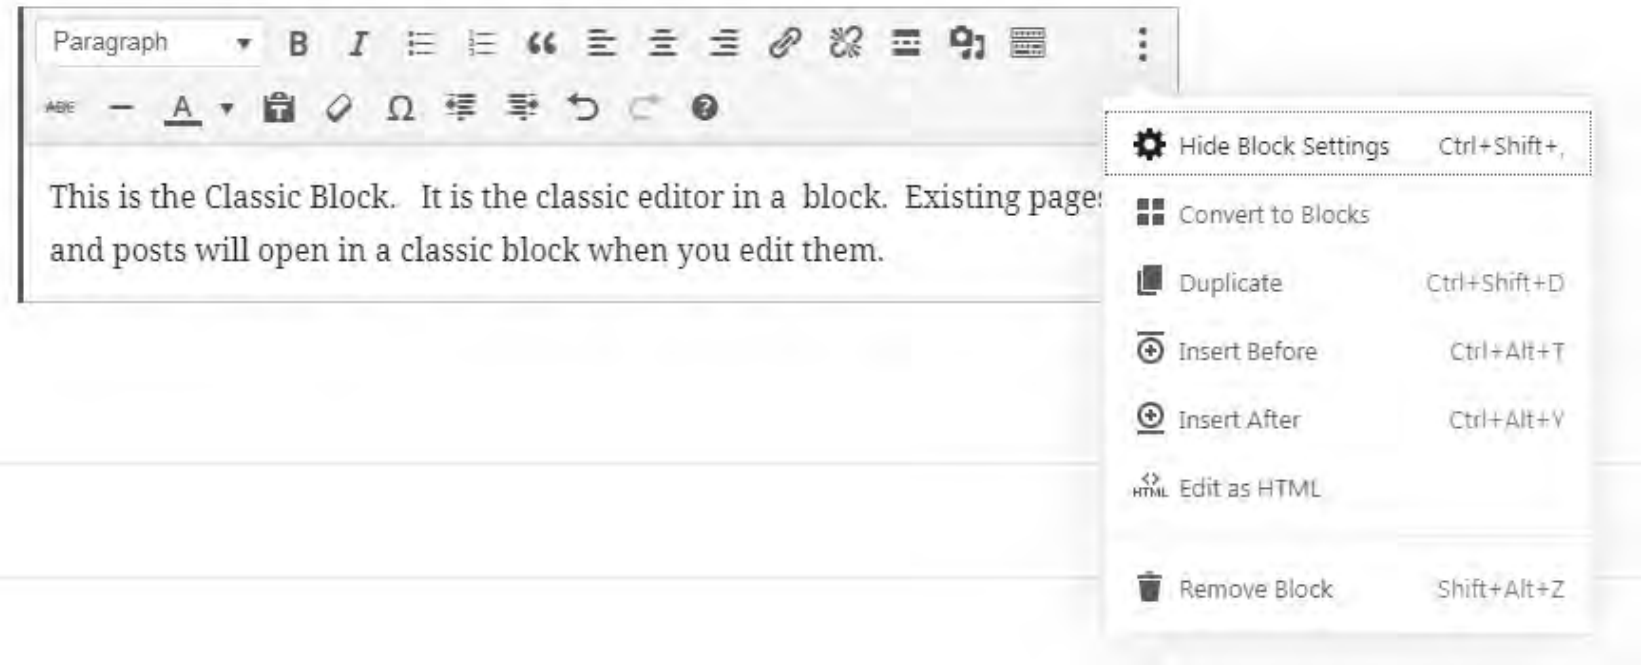 Paragraph B I
ABE A Ω
This is the Classic Block. It is the classic editor in a block. Existing pages
and posts will open in a classic block when you edit them.
Hide Block Settings Ctrl+Shift+,
Convert to Blocks
Duplicate Ctrl+Shift+D
Insert Before Ctrl+Alt+T
Insert After Ctrl+Alt+Y
HTML Edit as HTML
Remove Block Shift+Alt+Z